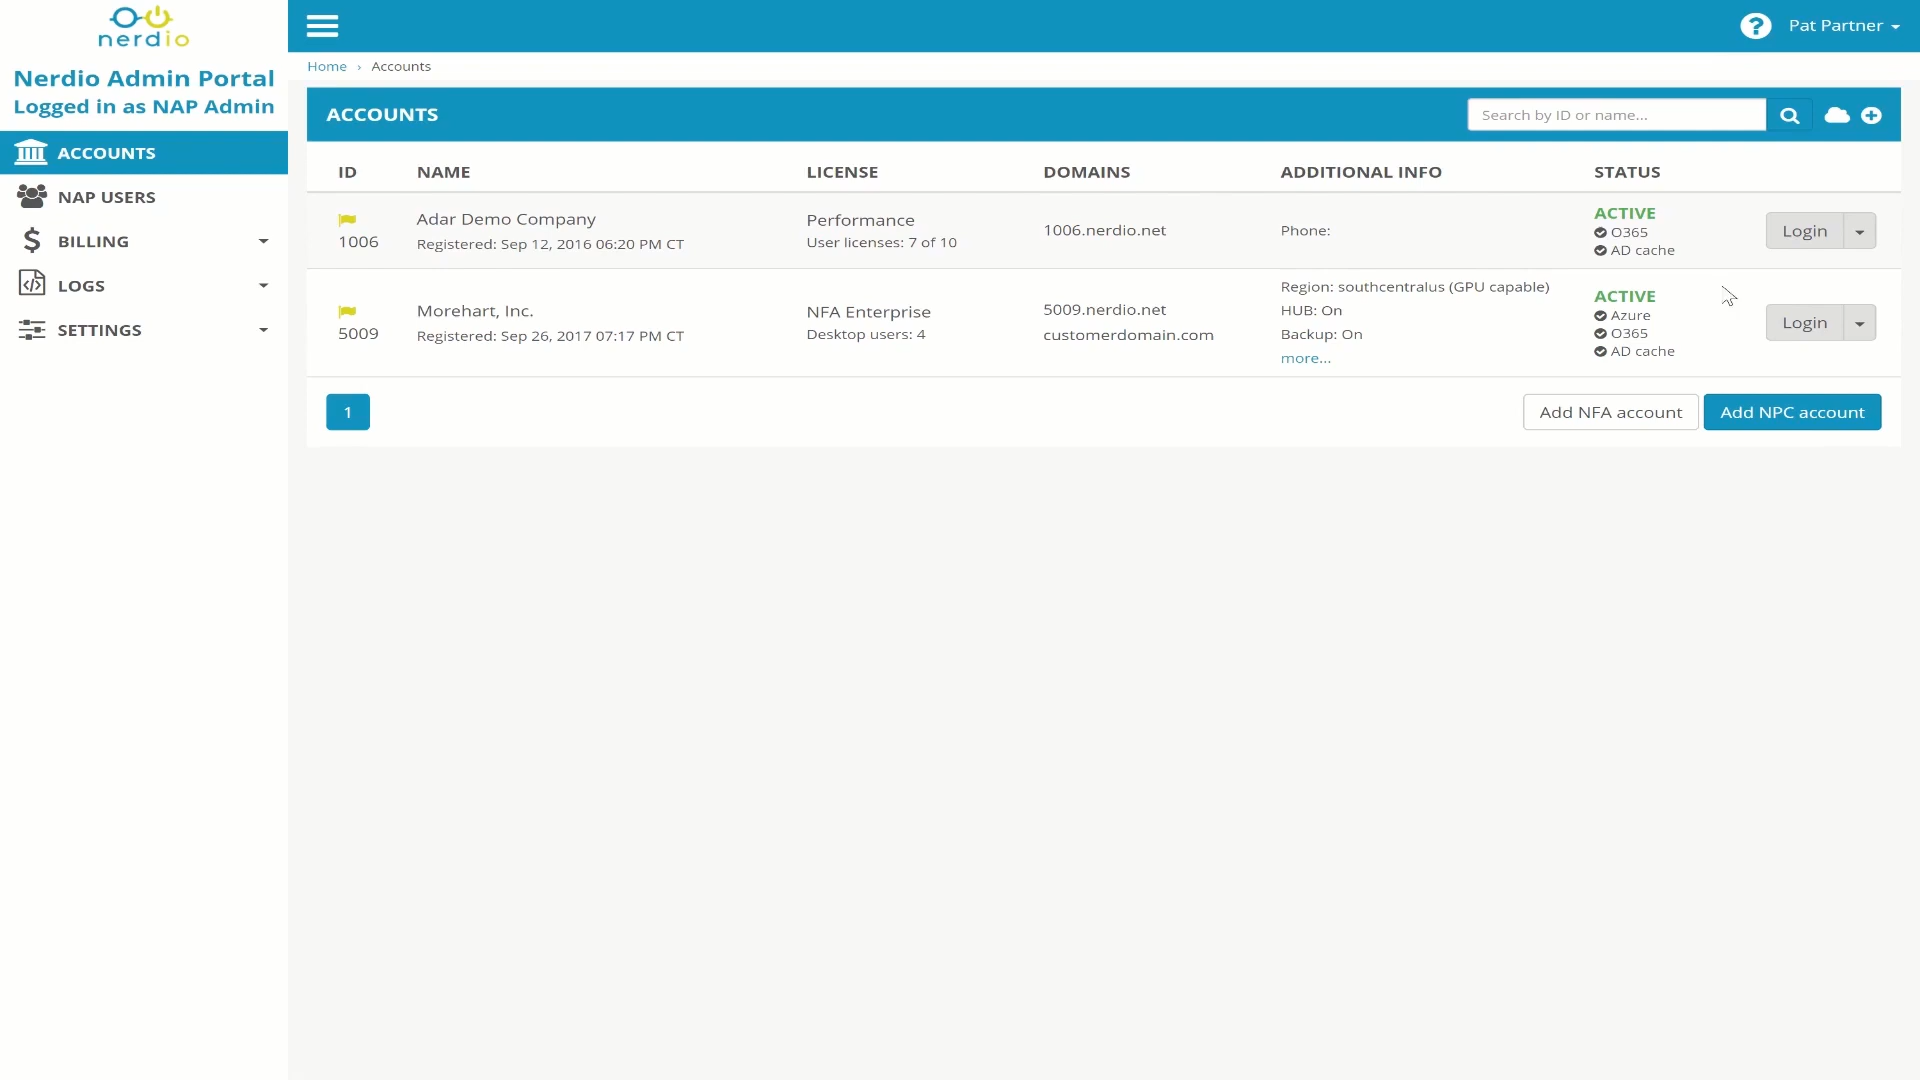 nerdio
Nerdio Admin Portal
Logged in as NAP Admin
ACCOUNTS
NAP USERS
BILLING
LOGS
SETTINGS
? Pat Partner
Home › Accounts
ACCOUNTS
Search by ID or name...
ID NAME LICENSE DOMAINS ADDITIONAL INFO STATUS
1006
Adar Demo Company
Registered: Sep 12, 2016 06:20 PM CT
Performance
User licenses: 7 of 10
1006.nerdio.net
Phone:
ACTIVE
O365
AD cache
Login
5009
Morehart, Inc.
Registered: Sep 26, 2017 07:17 PM CT
NFA Enterprise
Desktop users: 4
5009.nerdio.net
customerdomain.com
Region: southcentralus (GPU capable)
HUB: On
Backup: On
more...
ACTIVE
Azure
O365
AD cache
Login
1
Add NFA account
Add NPC account